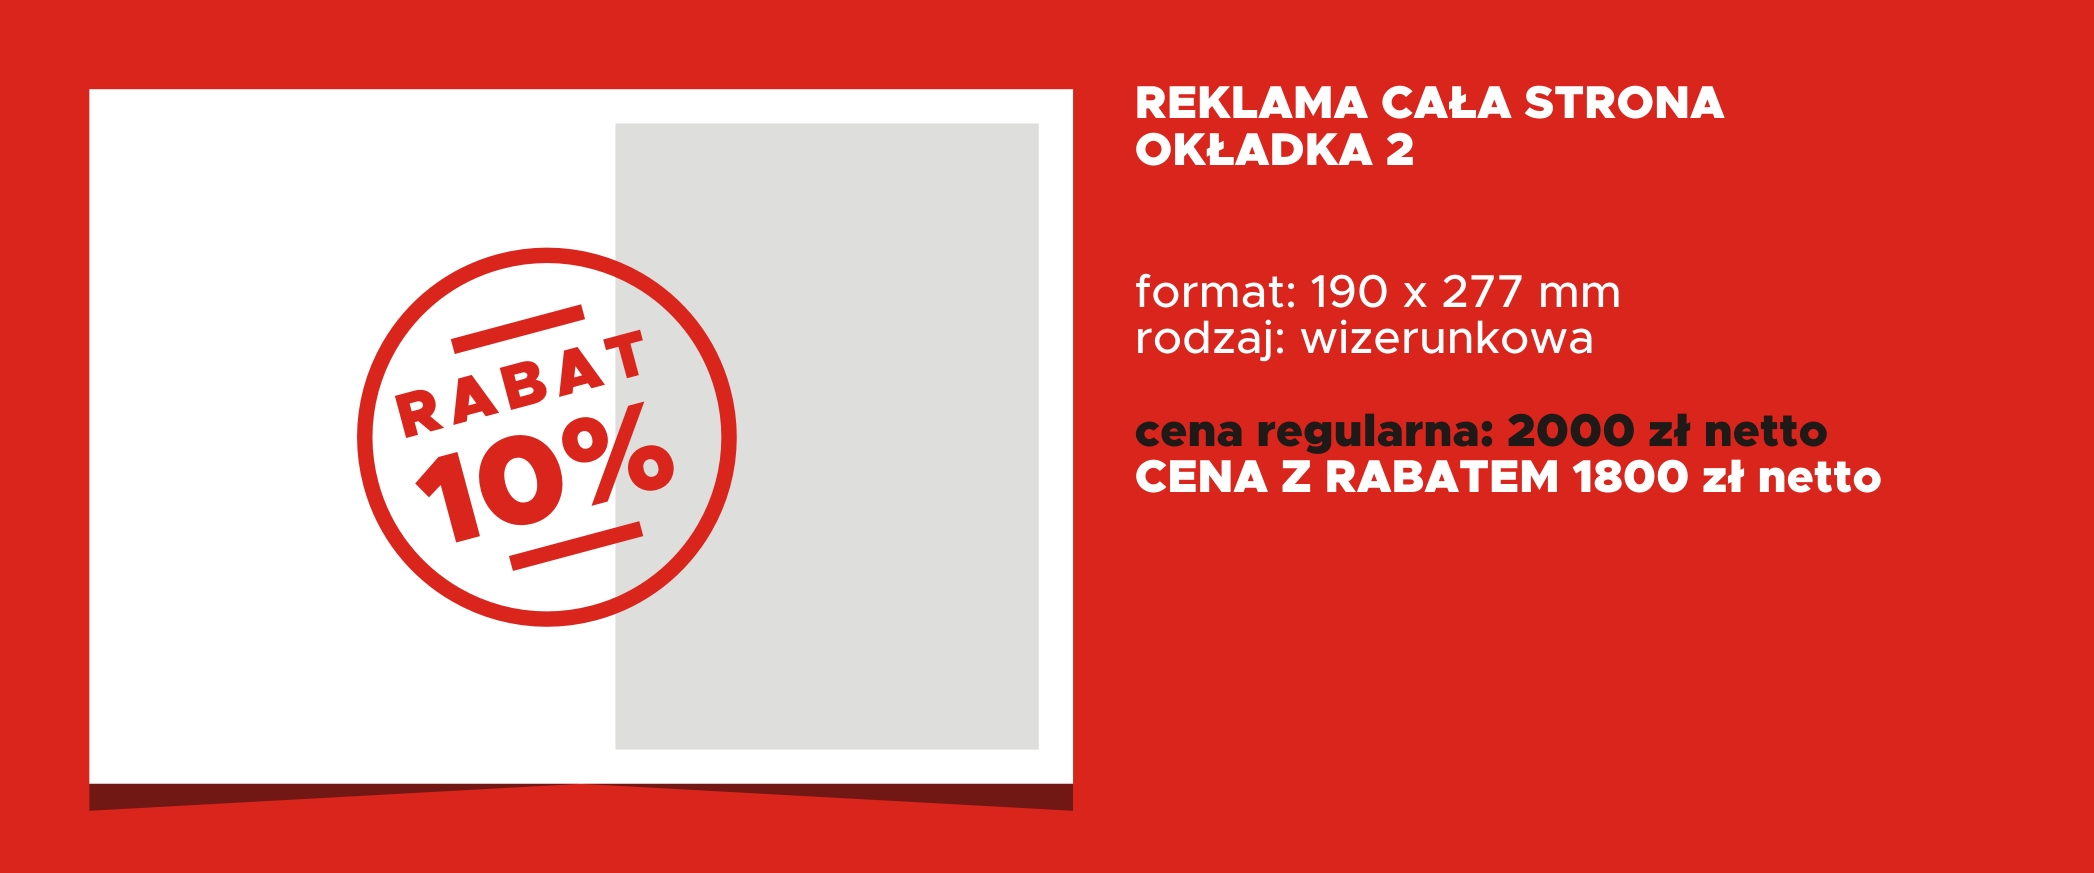 RABAT
10%
REKLAMA CAŁA STRONA
OKŁADKA 2
format: 190 x 277 mm
rodzaj: wizerunkowa
cena regularna: 2000 zł netto
CENA Z RABATEM 1800 zł netto